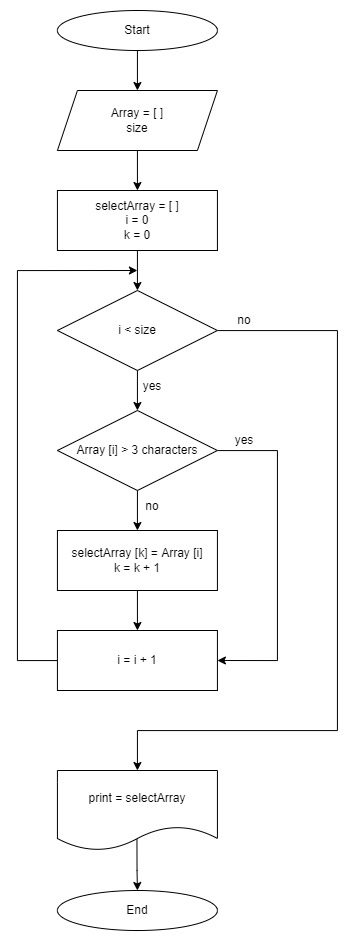 Start
Array = [ ]
size
selectArray = [ ]
i = 0
k = 0
i < size
no
yes
Array [i] > 3 characters
yes
no
selectArray [k] = Array [i]
k = k + 1
i = i + 1
print = selectArray
End